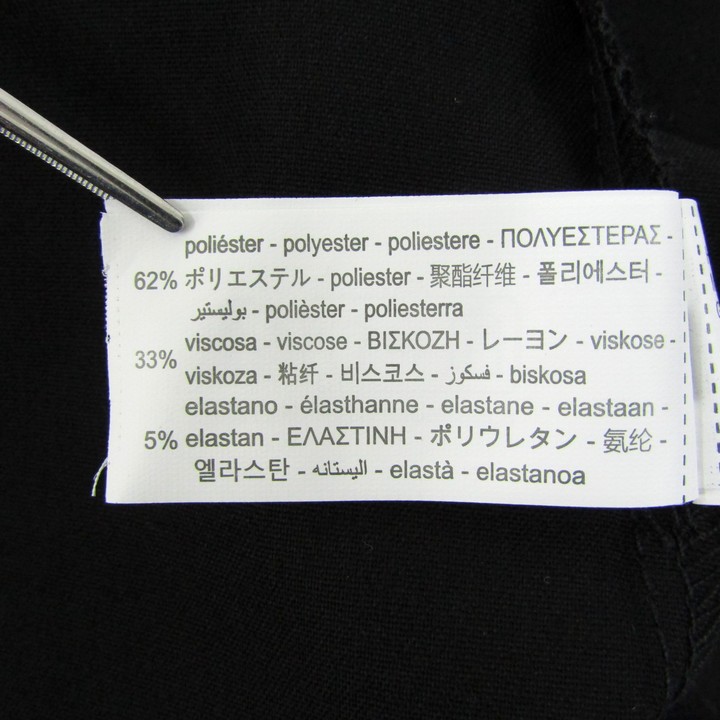 poliéster - polyester - poliestere - ΠΟΛΥΕΣΤΕΡΑΣ -
62% ポリエステル - poliester - 聚酯纤维 - 폴리에스터 -
بوليستير - polièster - poliesterra
viscosa - viscose - ΒΙΣΚΟΖΗ - レーヨン - viskose -
33%
viskoza - 粘纤 - 비스코스 - فسكوز - biskosa
elastano - élasthanne - elastane - elastaan -
5% elastan - ΕΛΑΣΤΙΝΗ - ポリウレタン - 氨纶 -
엘라스탄 - اليستانه - elastà - elastanoa